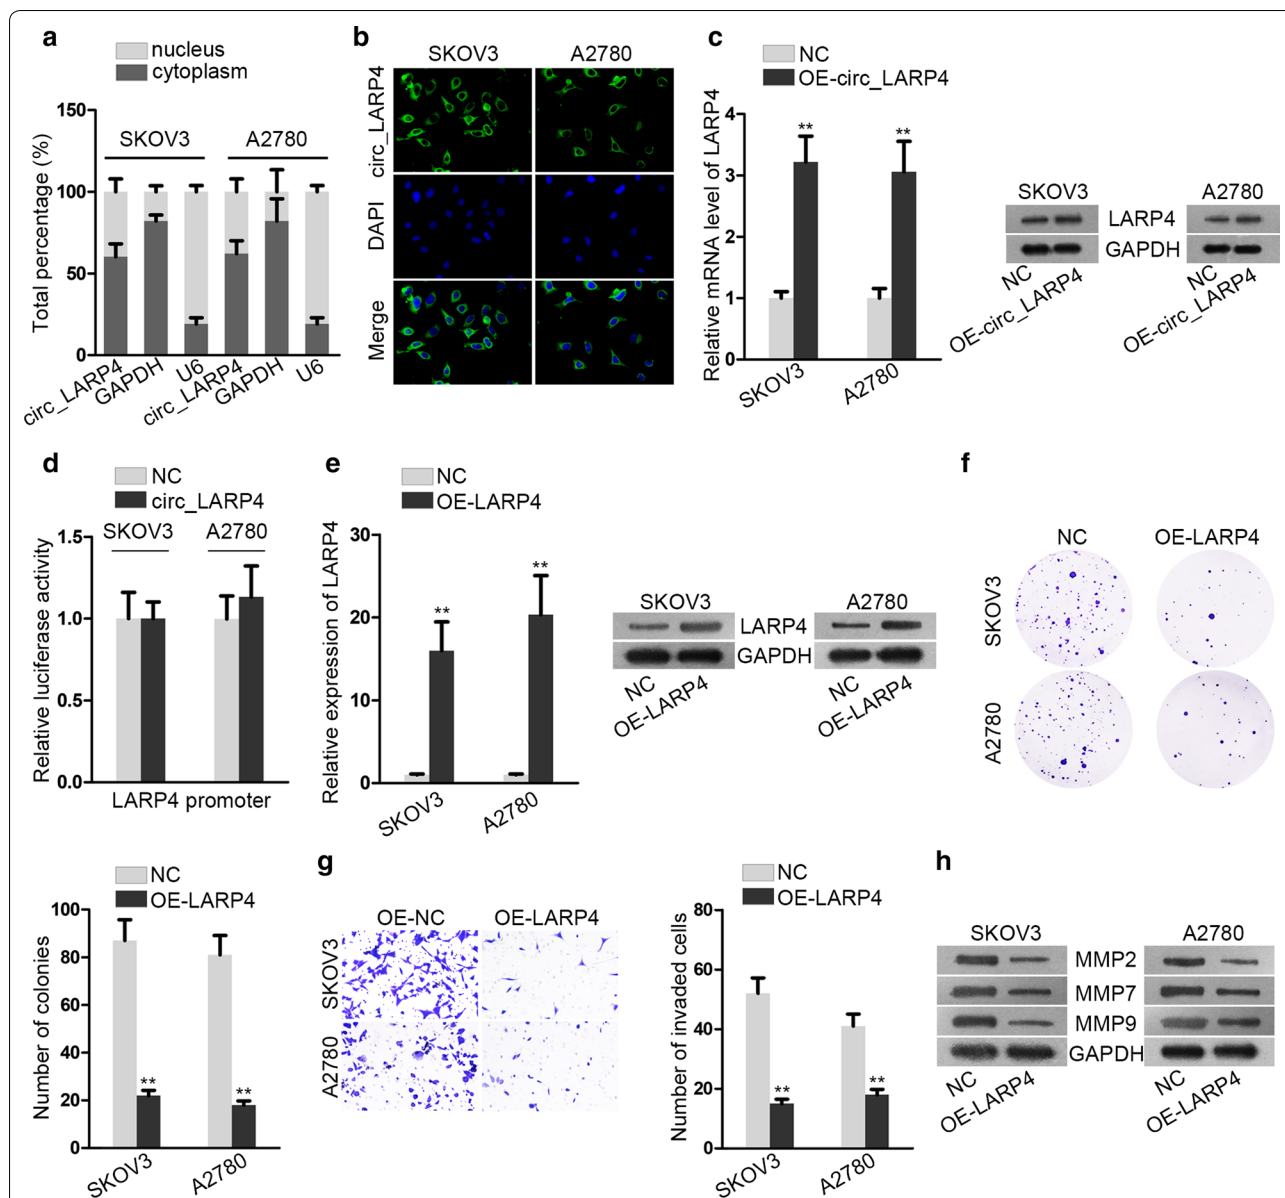 a
nucleus
cytoplasm
Total percentage (%)
150
100
50
0
SKOV3
A2780
circ_LARP4
GAPDH
U6
circ_LARP4
GAPDH
U6
b
SKOV3
A2780
circ_LARP4
DAPI
Merge
c
NC
OE-circ_LARP4
Relative mRNA level of LARP4
4
3
2
1
0
**
**
SKOV3
A2780
SKOV3
A2780
LARP4
GAPDH
NC
OE-circ_LARP4
NC
OE-circ_LARP4
d
NC
circ_LARP4
Relative luciferase activity
1.5
1.0
0.5
0.0
SKOV3
A2780
LARP4 promoter
e
NC
OE-LARP4
Relative expression of LARP4
30
20
10
0
**
**
SKOV3
A2780
SKOV3
A2780
LARP4
GAPDH
NC
OE-LARP4
NC
OE-LARP4
f
NC
OE-LARP4
SKOV3
A2780
NC
OE-LARP4
Number of colonies
100
80
60
40
20
0
**
**
SKOV3
A2780
g
OE-NC
OE-LARP4
SKOV3
A2780
NC
OE-LARP4
Number of invaded cells
80
60
40
20
0
**
**
SKOV3
A2780
h
SKOV3
A2780
MMP2
MMP7
MMP9
GAPDH
NC
OE-LARP4
NC
OE-LARP4